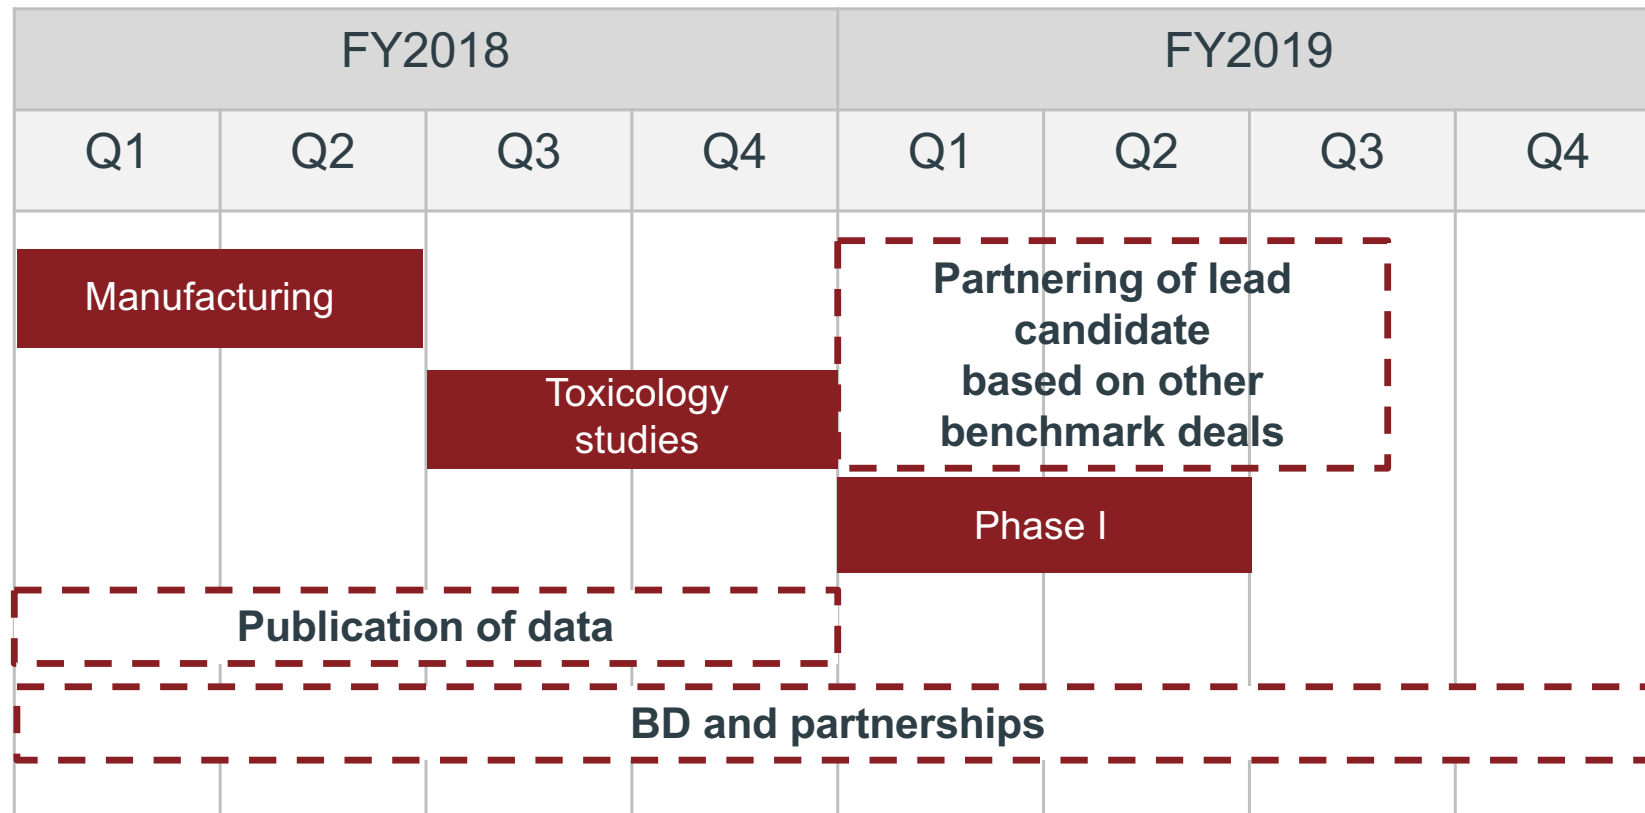 FY2018 FY2019
Q1 Q2 Q3 Q4 Q1 Q2 Q3 Q4
Manufacturing
Partnering of lead
candidate
based on other
benchmark deals
Toxicology
studies
Phase I
Publication of data
BD and partnerships